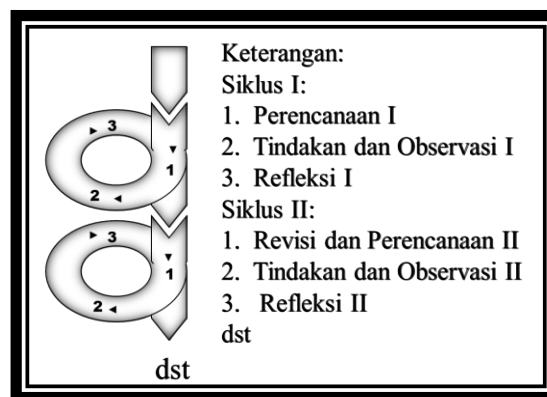 Keterangan:
Siklus I:
1. Perencanaan I
2. Tindakan dan Observasi I
3. Refleksi I
Siklus II:
1. Revisi dan Perencanaan II
2. Tindakan dan Observasi II
3. Refleksi II
dst
3
1
2
3
1
2
dst